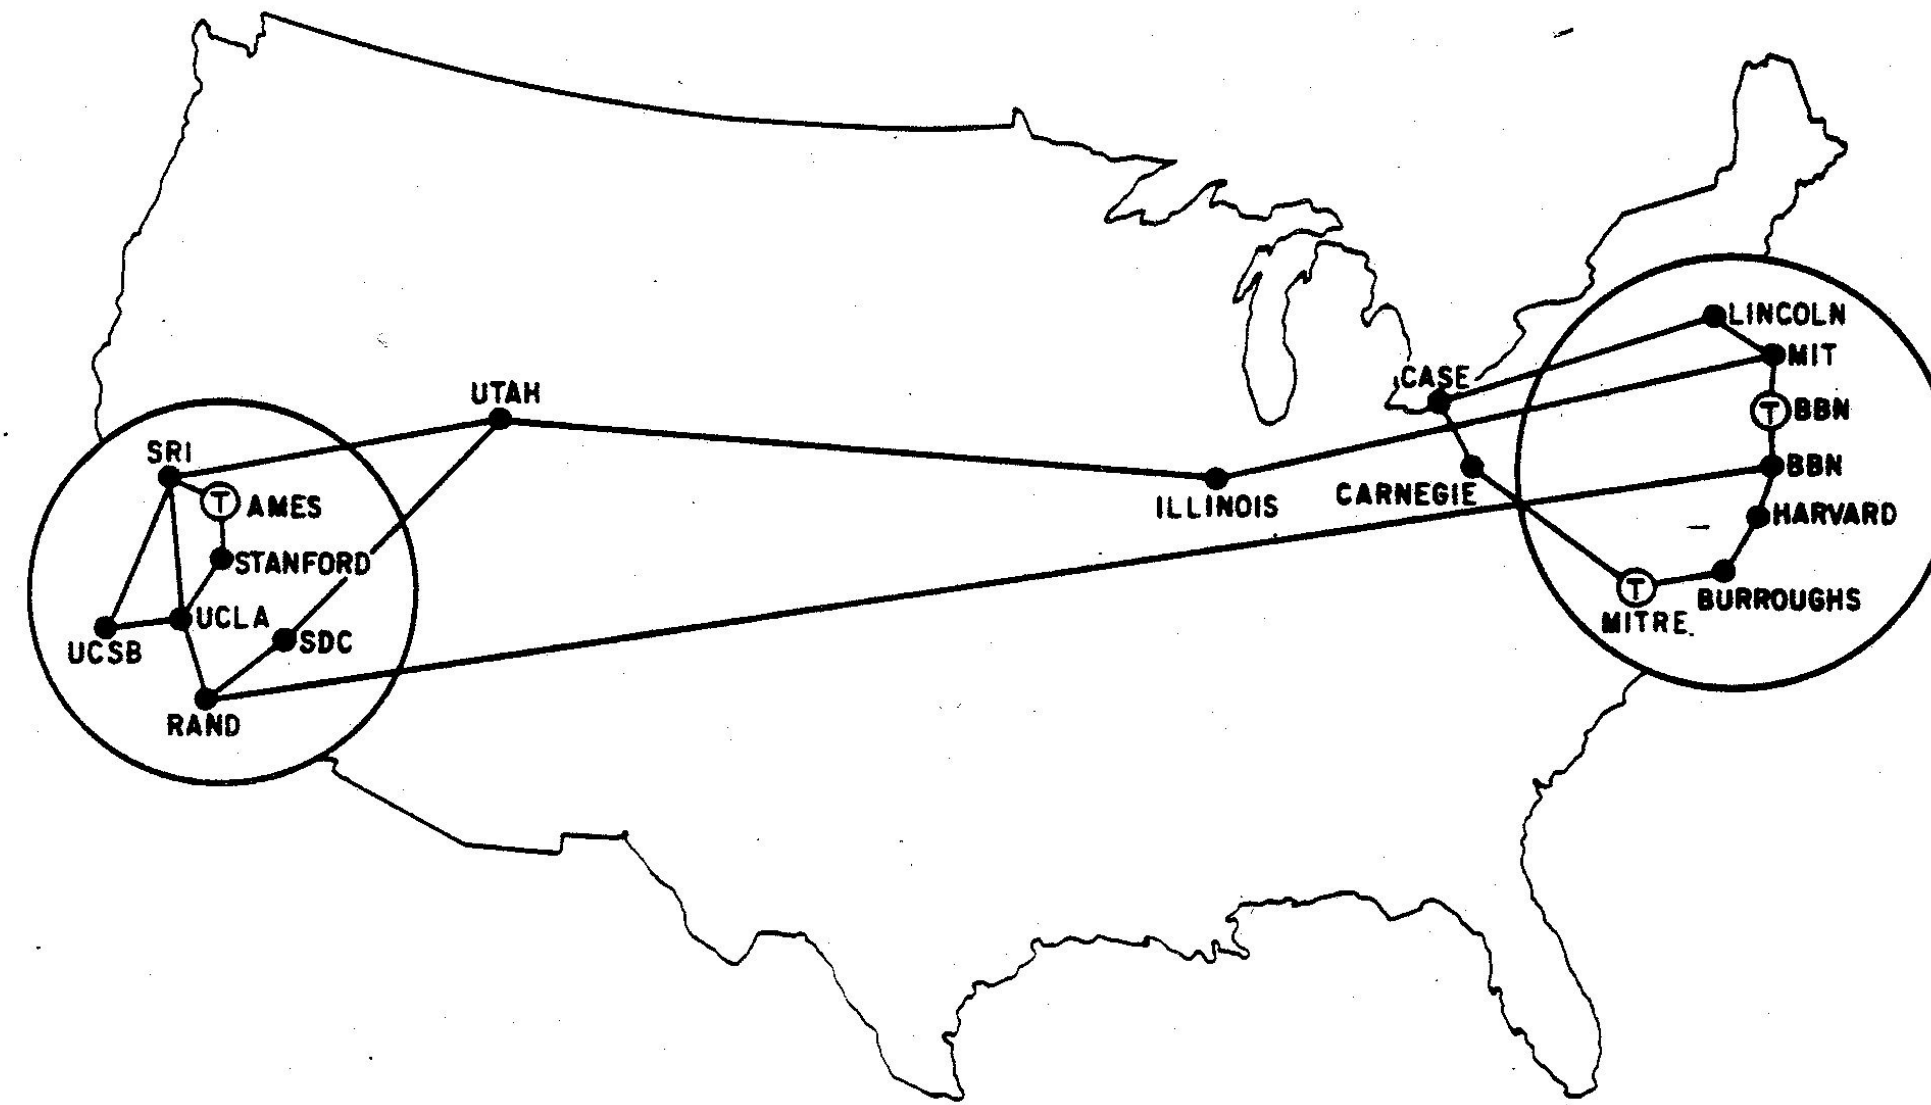 UTAH
SRI
T
AMES
STANFORD
UCLA
UCSB
SDC
RAND
ILLINOIS
CASE
CARNEGIE
LINCOLN
MIT
T
BBN
BBN
HARVARD
BURROUGHS
T
MITRE